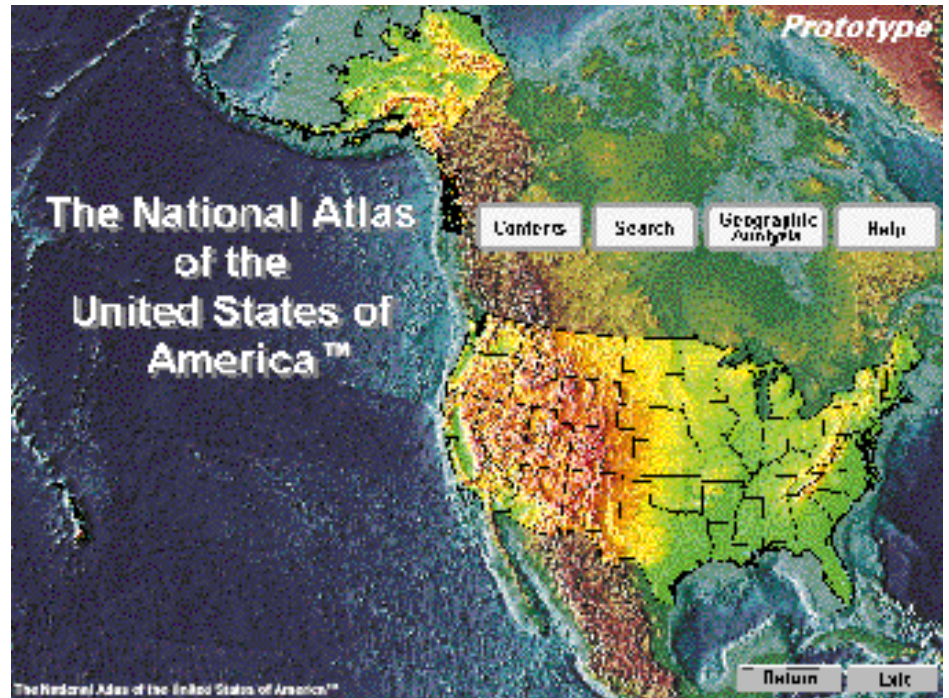 Prototype
The National Atlas
of the
United States of
America™
Contents
Search
Geographic
Analysis
Help
Return
Exit
The National Atlas of the United States of America™